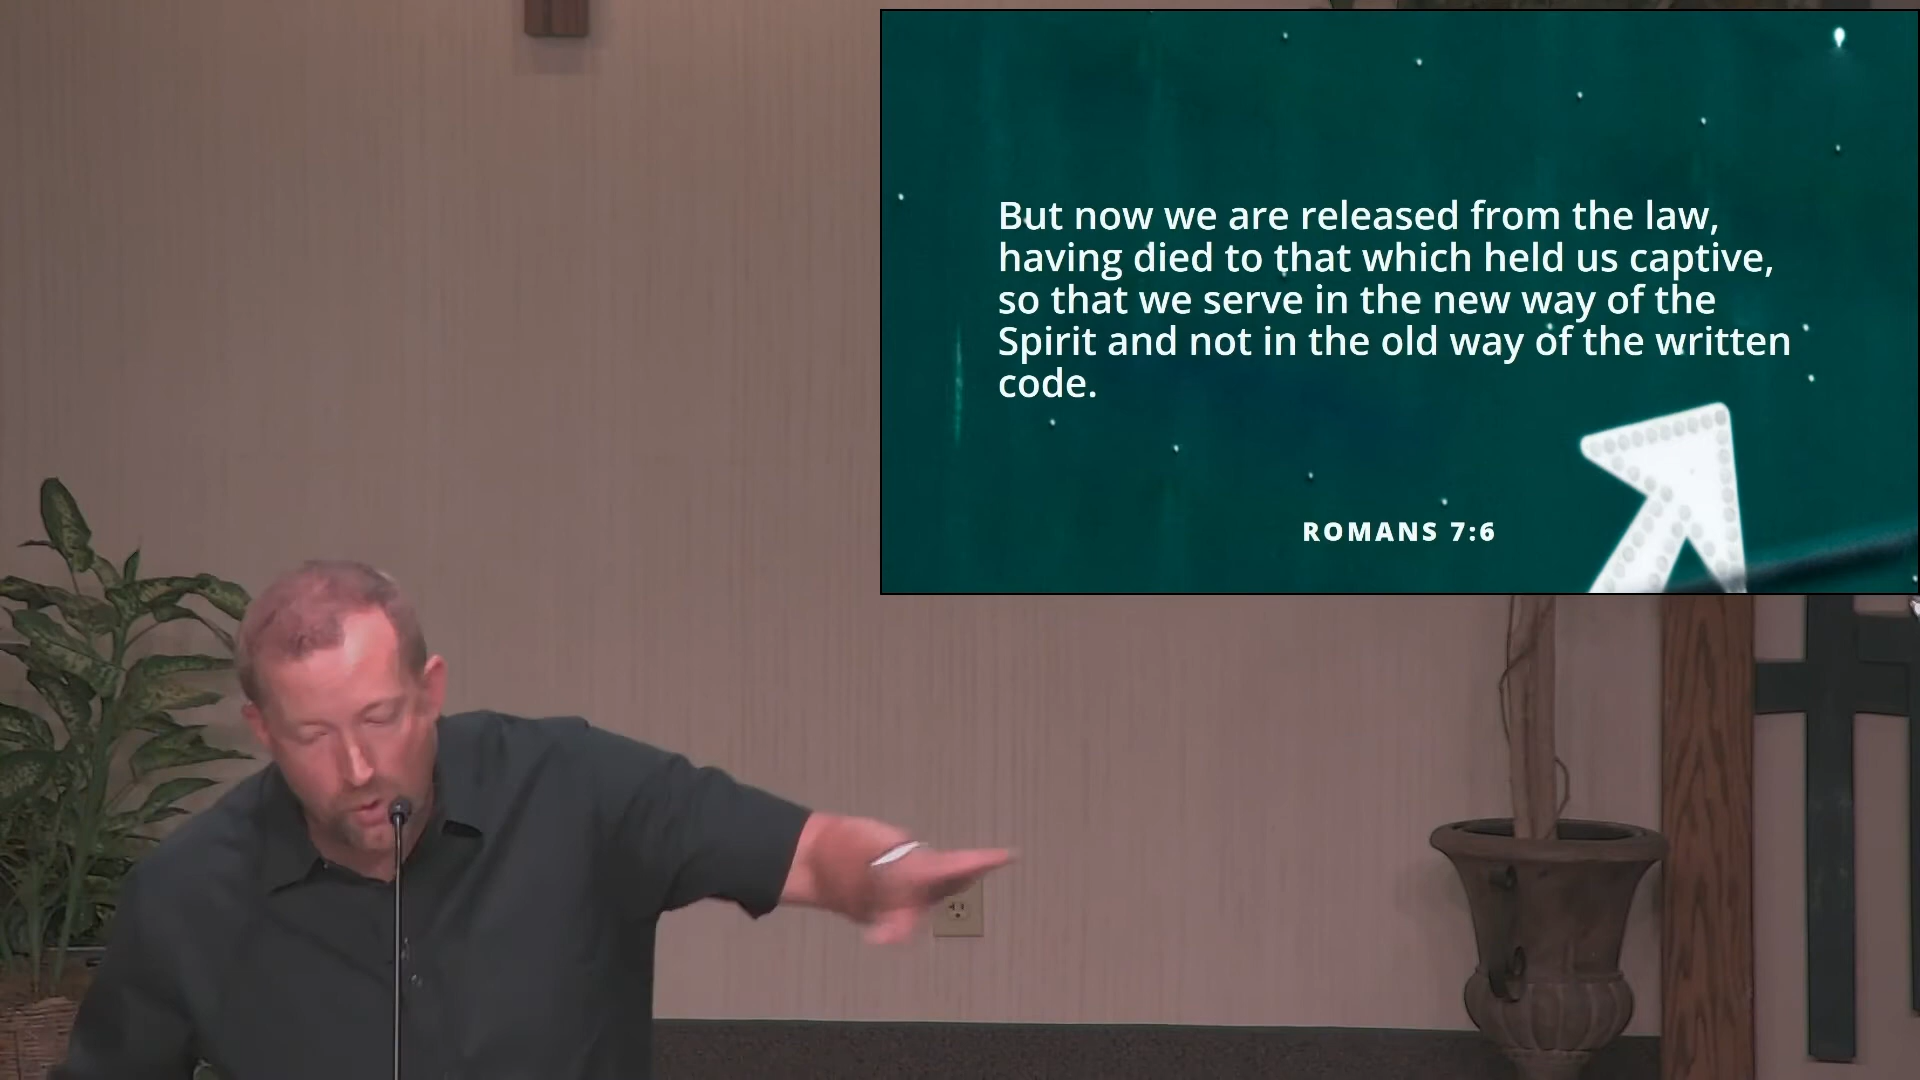 But now we are released from the law,
having died to that which held us captive,
so that we serve in the new way of the
Spirit and not in the old way of the written
code.
ROMANS 7:6